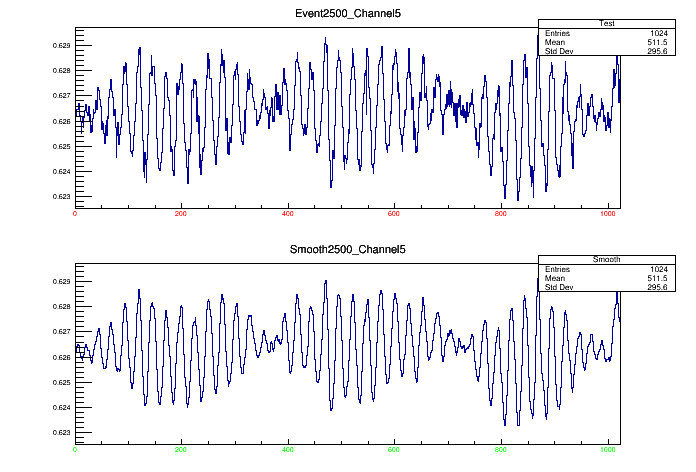 Event2500_Channel5
Test
Entries 1024
Mean 511.5
Std Dev 295.6
0.629
0.628
0.627
0.626
0.625
0.624
0.623
0 200 400 600 800 1000
Smooth2500_Channel5
Smooth
Entries 1024
Mean 511.5
Std Dev 295.6
0.629
0.628
0.627
0.626
0.625
0.624
0.623
0 200 400 600 800 1000